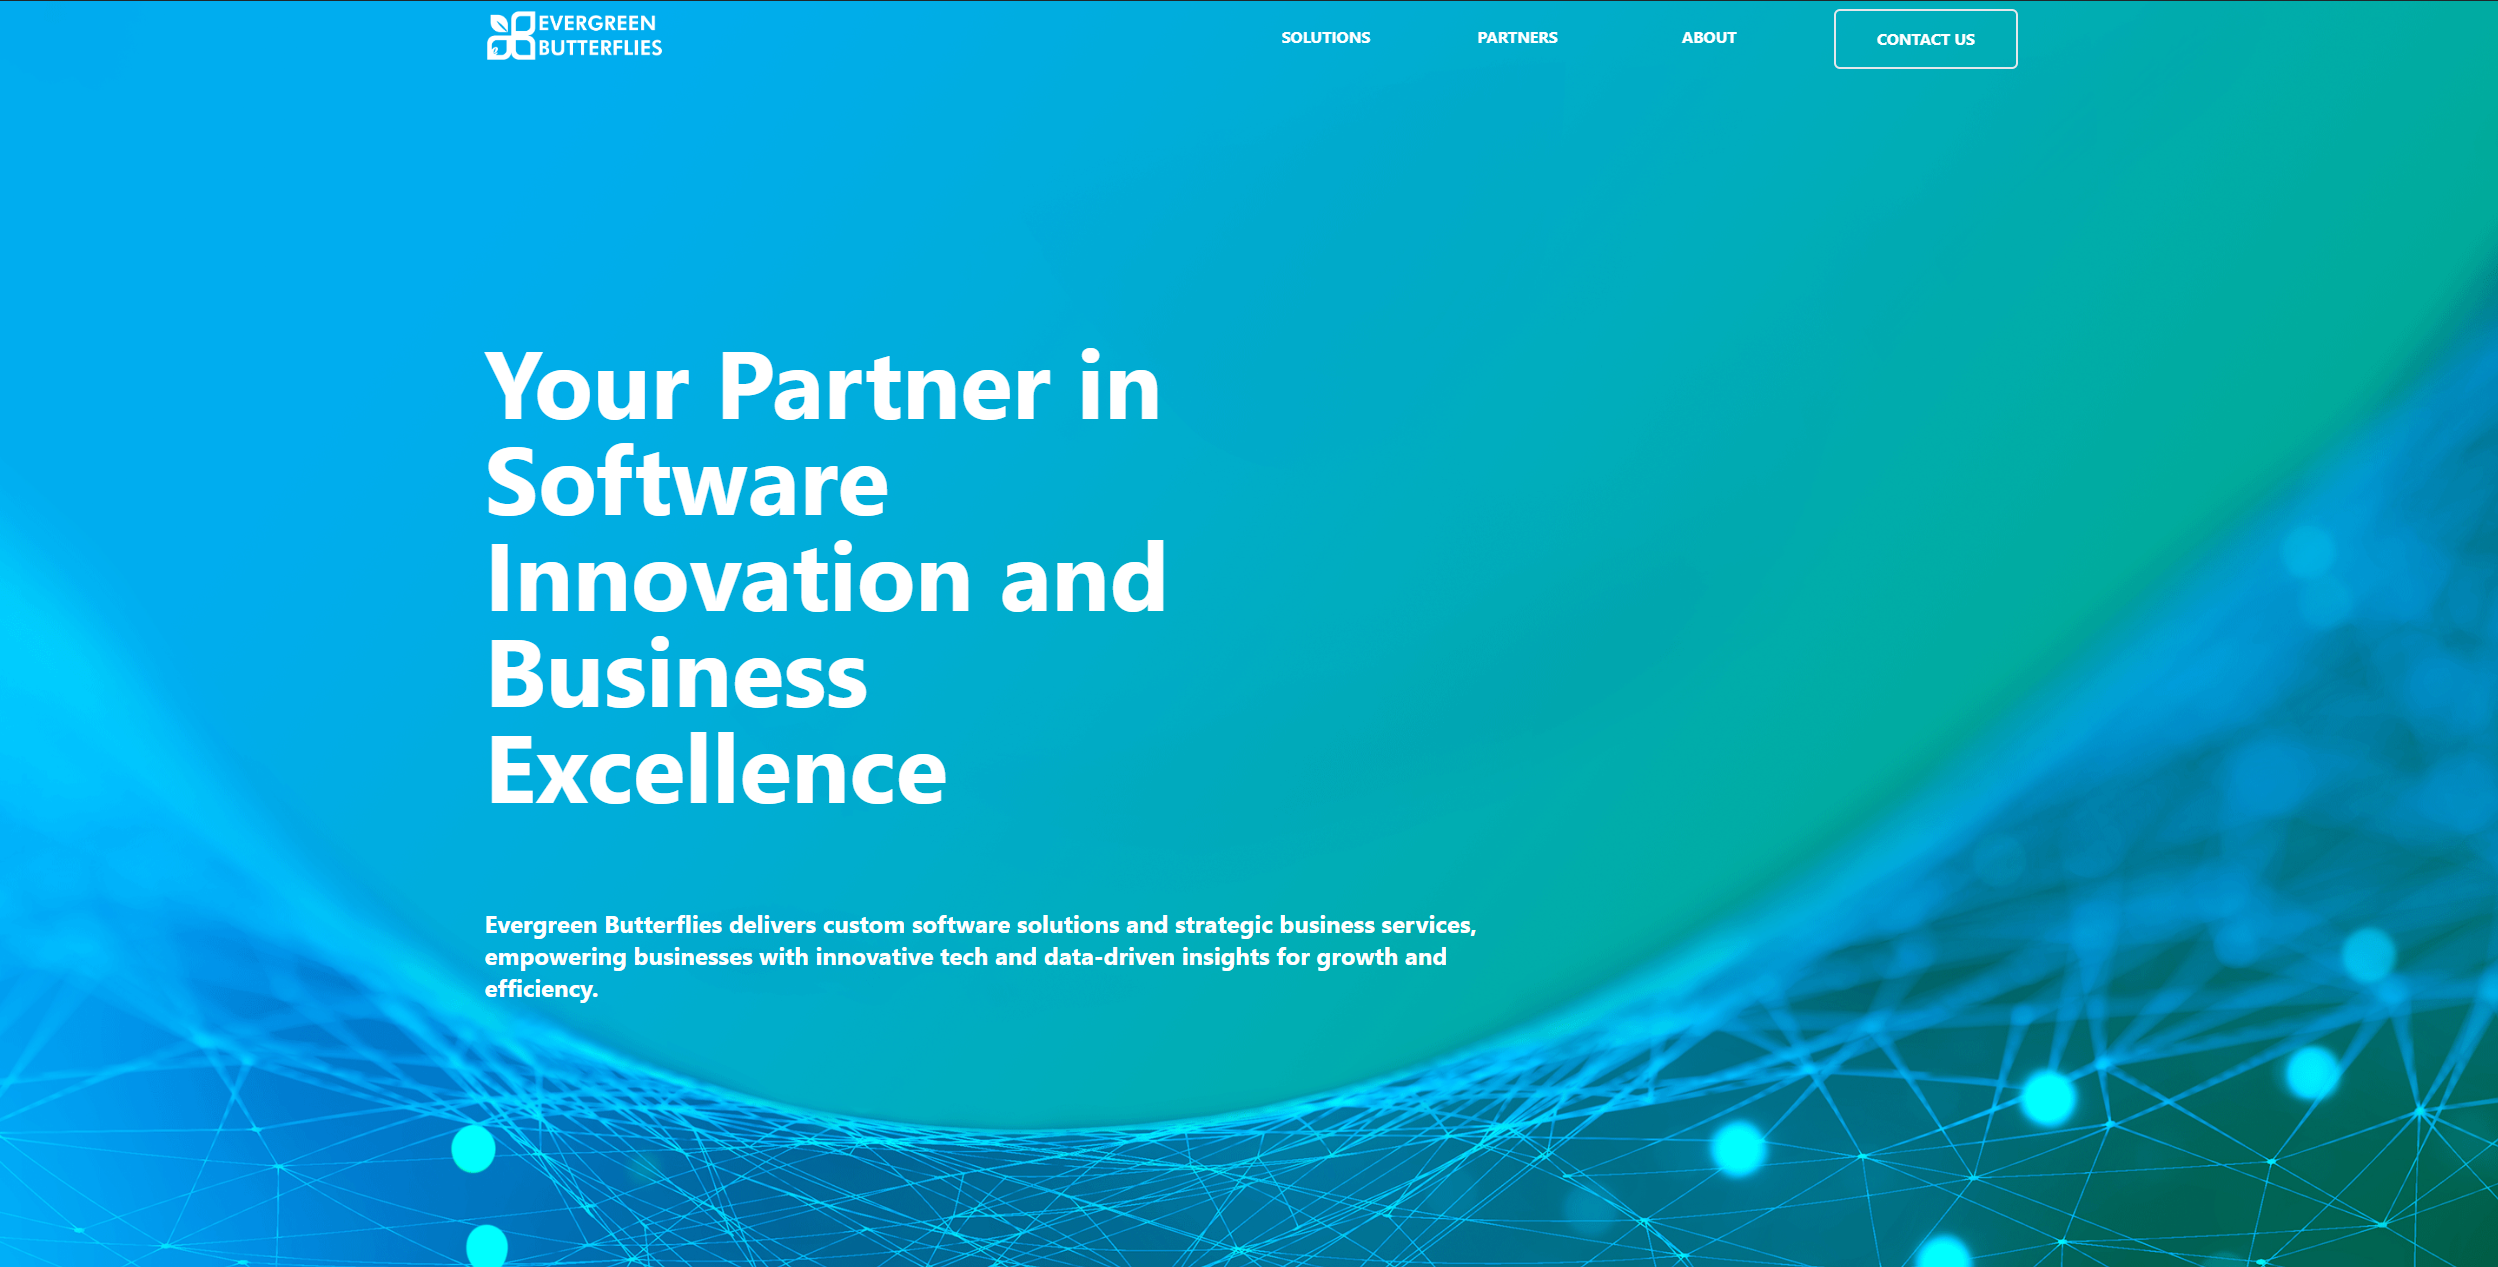 EVERGREEN
BUTTERFLIES
SOLUTIONS
PARTNERS
ABOUT
CONTACT US
Your Partner in
Software
Innovation and
Business
Excellence
Evergreen Butterflies delivers custom software solutions and strategic business services,
empowering businesses with innovative tech and data-driven insights for growth and
efficiency.